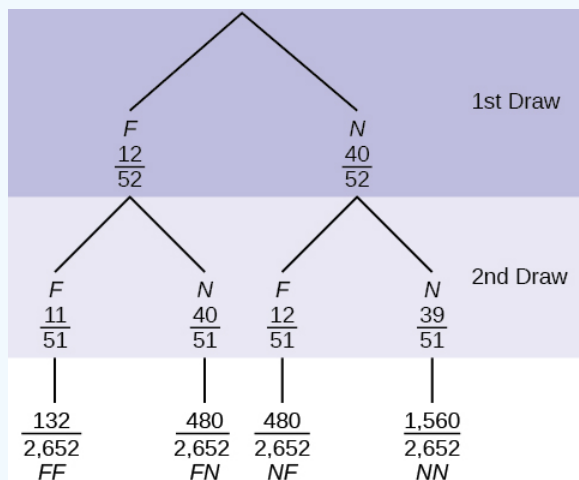 1st Draw
F N
12/52 40/52
2nd Draw
F N F N
11/51 40/51 12/51 39/51
132/2,652 480/2,652 480/2,652 1,560/2,652
FF FN NF NN